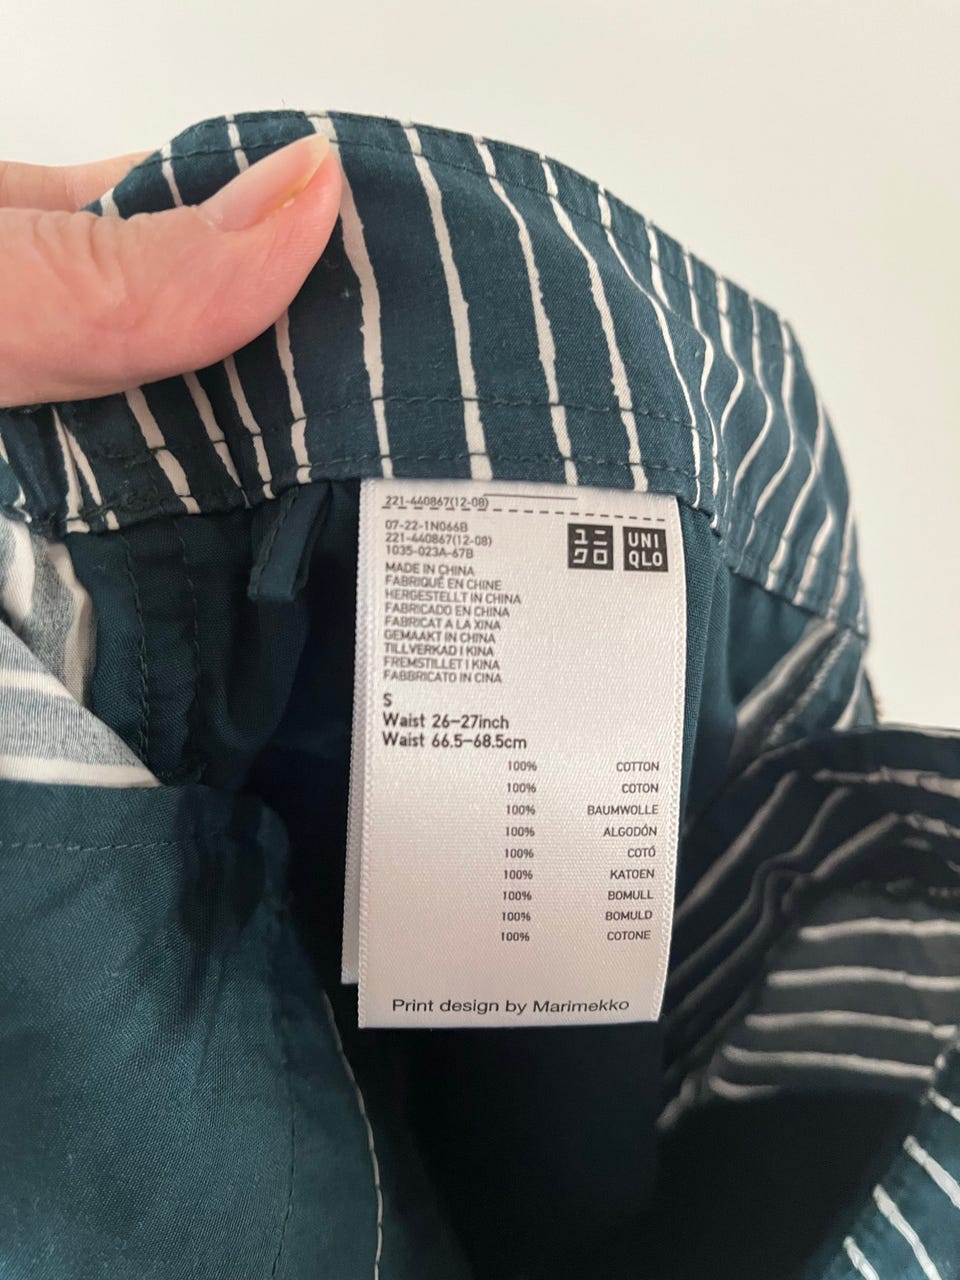 221-440867(12-08)
07-22-1N066B
221-440867(12-08)
1035-023A-67B
ユニ
クロ
UNI
QLO
MADE IN CHINA
FABRIQUÉ EN CHINE
HERGESTELLT IN CHINA
FABRICADO EN CHINA
FABRICAT A LA XINA
GEMAAKT IN CHINA
TILLVERKAD I KINA
FREMSTILLET I KINA
FABBRICATO IN CINA
S
Waist 26–27inch
Waist 66.5–68.5cm
100% COTTON
100% COTON
100% BAUMWOLLE
100% ALGODÓN
100% COTÓ
100% KATOEN
100% BOMULL
100% BOMULD
100% COTONE
Print design by Marimekko